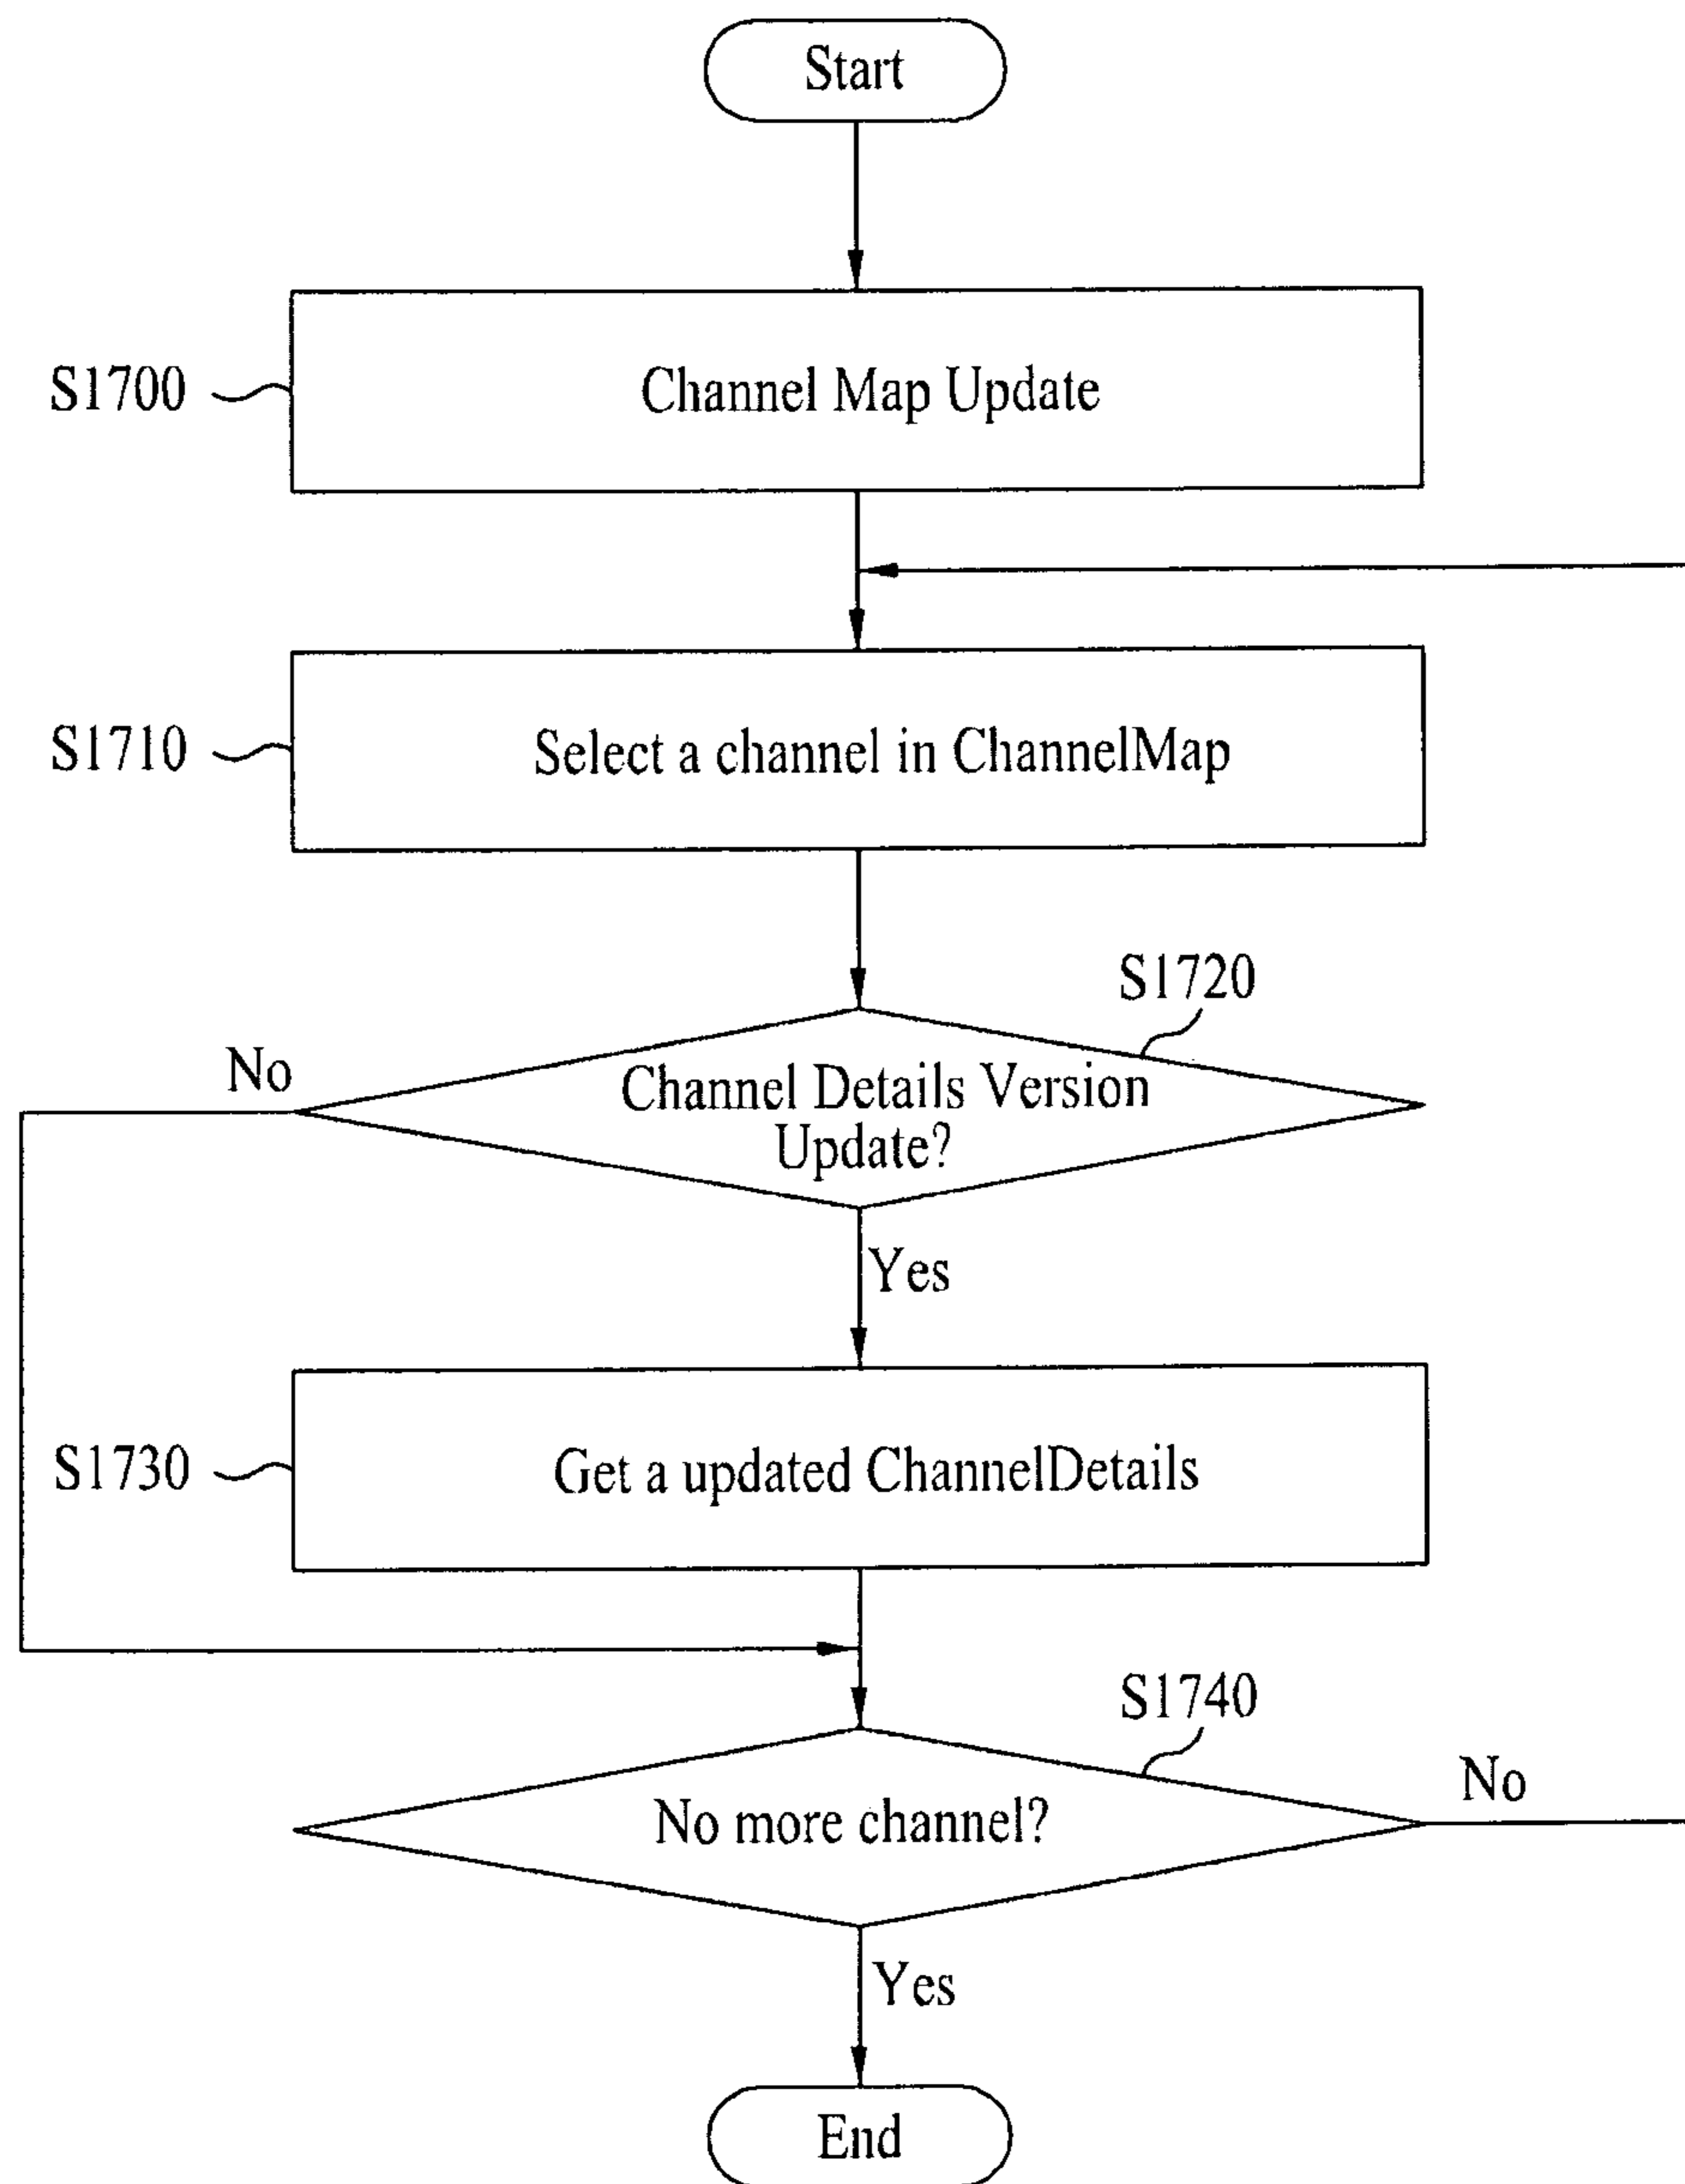 Start
S1700
Channel Map Update
S1710
Select a channel in ChannelMap
S1720
No
Channel Details Version
Update?
Yes
S1730
Get a updated ChannelDetails
S1740
No more channel?
No
Yes
End